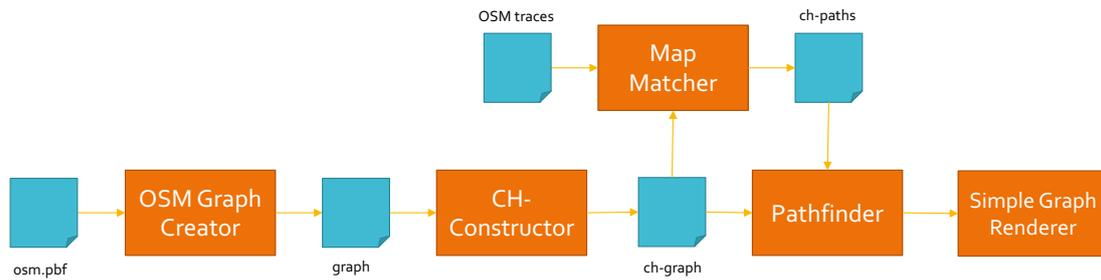 OSM traces
ch-paths
Map
Matcher
OSM Graph
Creator
CH-
Constructor
Pathfinder
Simple Graph
Renderer
osm.pbf
graph
ch-graph